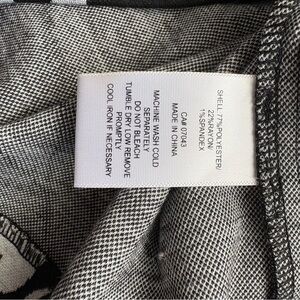 SHELL:77%POLYESTER/
22%RAYON/
1%SPANDEX
CA# 07043
MADE IN CHINA
MACHINE WASH COLD
SEPARATELY
DO NOT BLEACH
TUMBLE DRY LOW REMOVE
PROMPTLY
COOL IRON IF NECESSARY